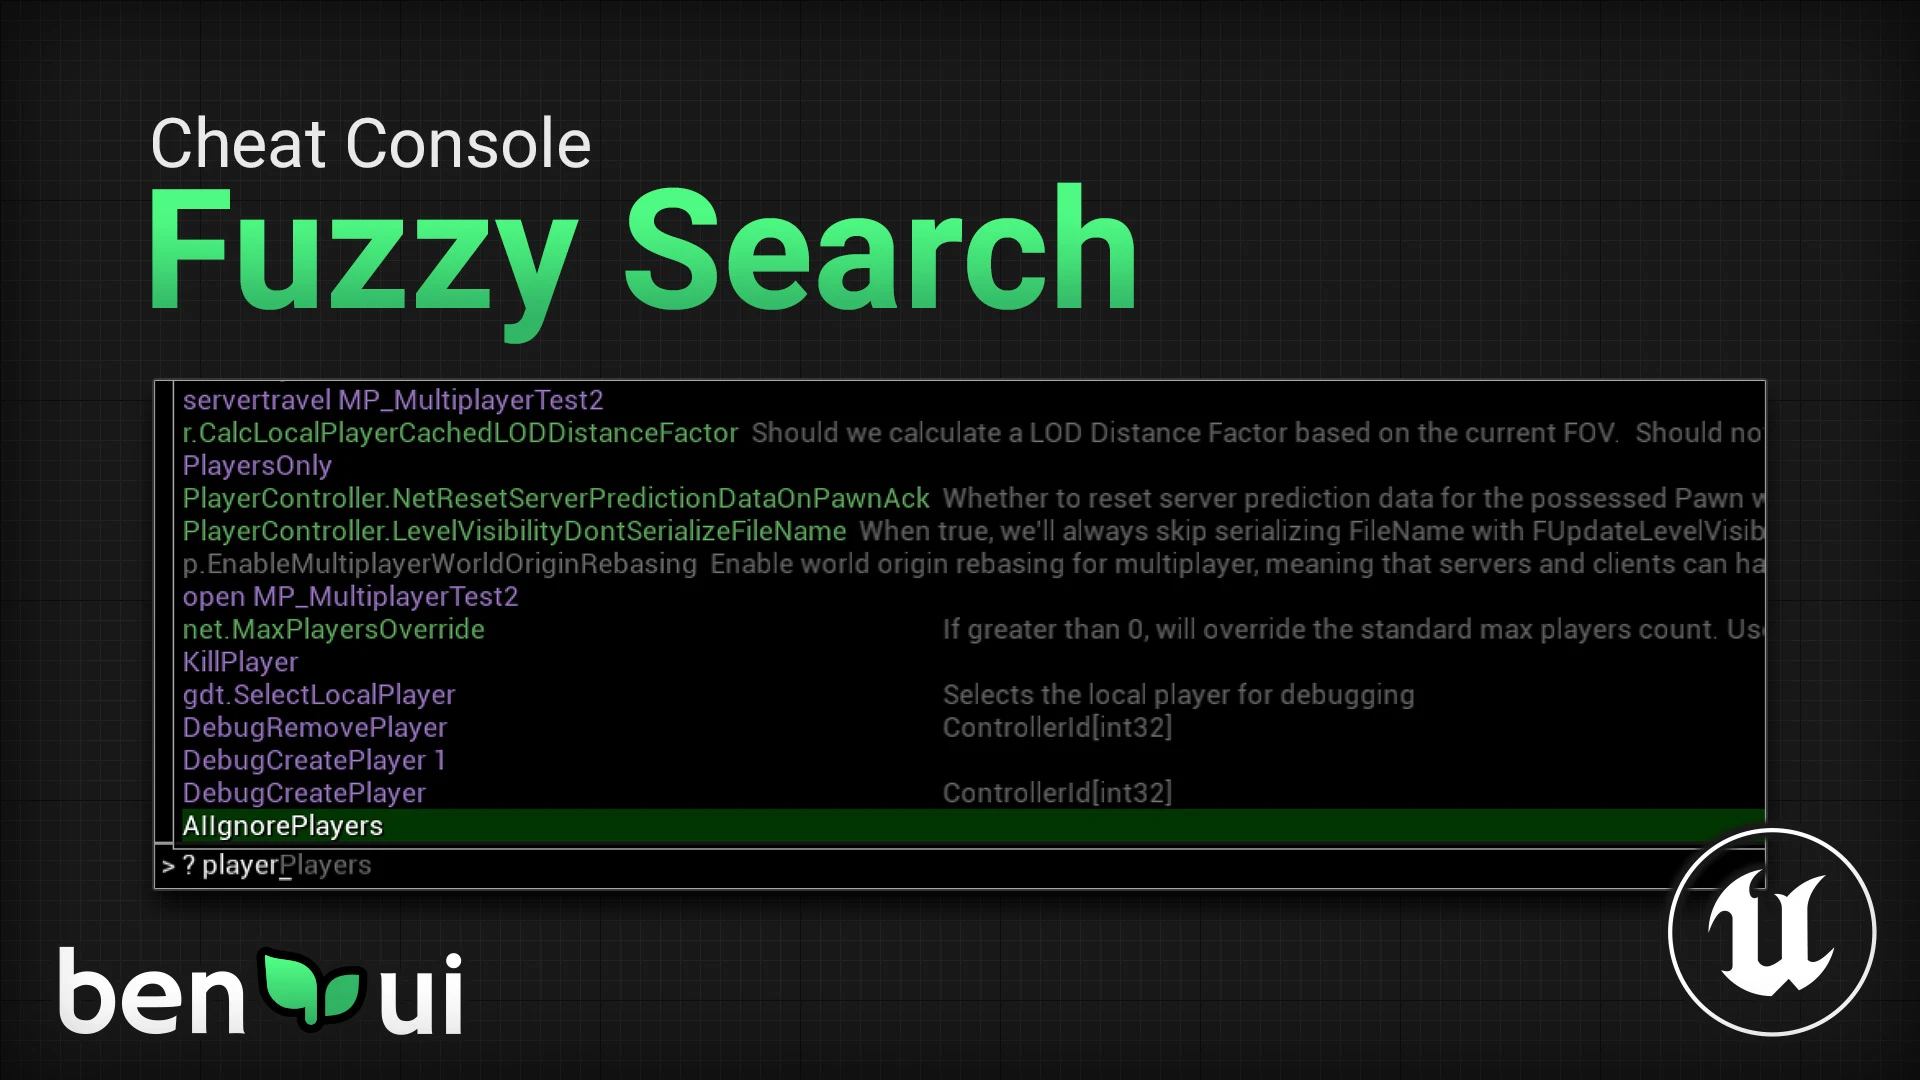 Cheat Console
Fuzzy Search
servertravel MP_MultiplayerTest2
r.CalcLocalPlayerCachedLODDistanceFactor Should we calculate a LOD Distance Factor based on the current FOV. Should no
PlayersOnly
PlayerController.NetResetServerPredictionDataOnPawnAck Whether to reset server prediction data for the possessed Pawn w
PlayerController.LevelVisibilityDontSerializeFileName When true, we'll always skip serializing FileName with FUpdateLevelVisib
p.EnableMultiplayerWorldOriginRebasing Enable world origin rebasing for multiplayer, meaning that servers and clients can ha
open MP_MultiplayerTest2
net.MaxPlayersOverride If greater than 0, will override the standard max players count. Use
KillPlayer
gdt.SelectLocalPlayer Selects the local player for debugging
DebugRemovePlayer ControllerId[int32]
DebugCreatePlayer 1
DebugCreatePlayer ControllerId[int32]
AIIgnorePlayers
> ? player_Players
ben ui